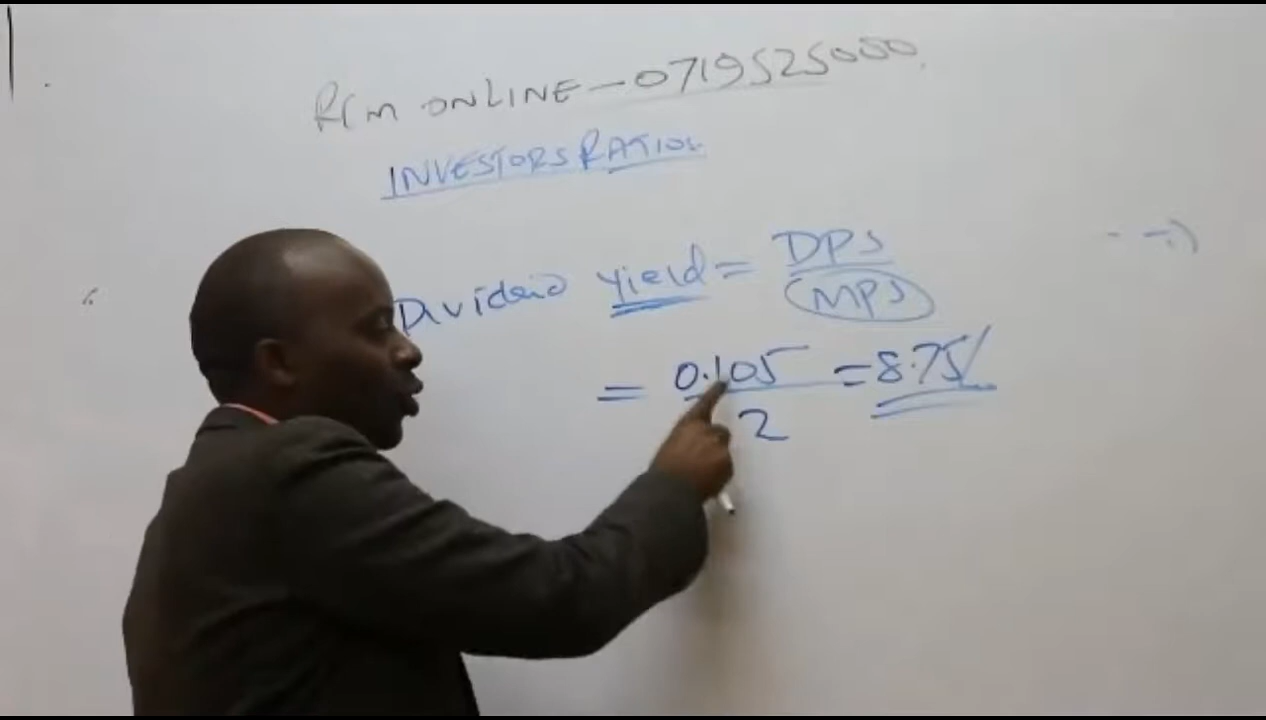 RCM ONLINE – 0719525000
INVESTORS RATIOS
Dividend yield = DPS
MPS
= 0.105 = 8.75
2